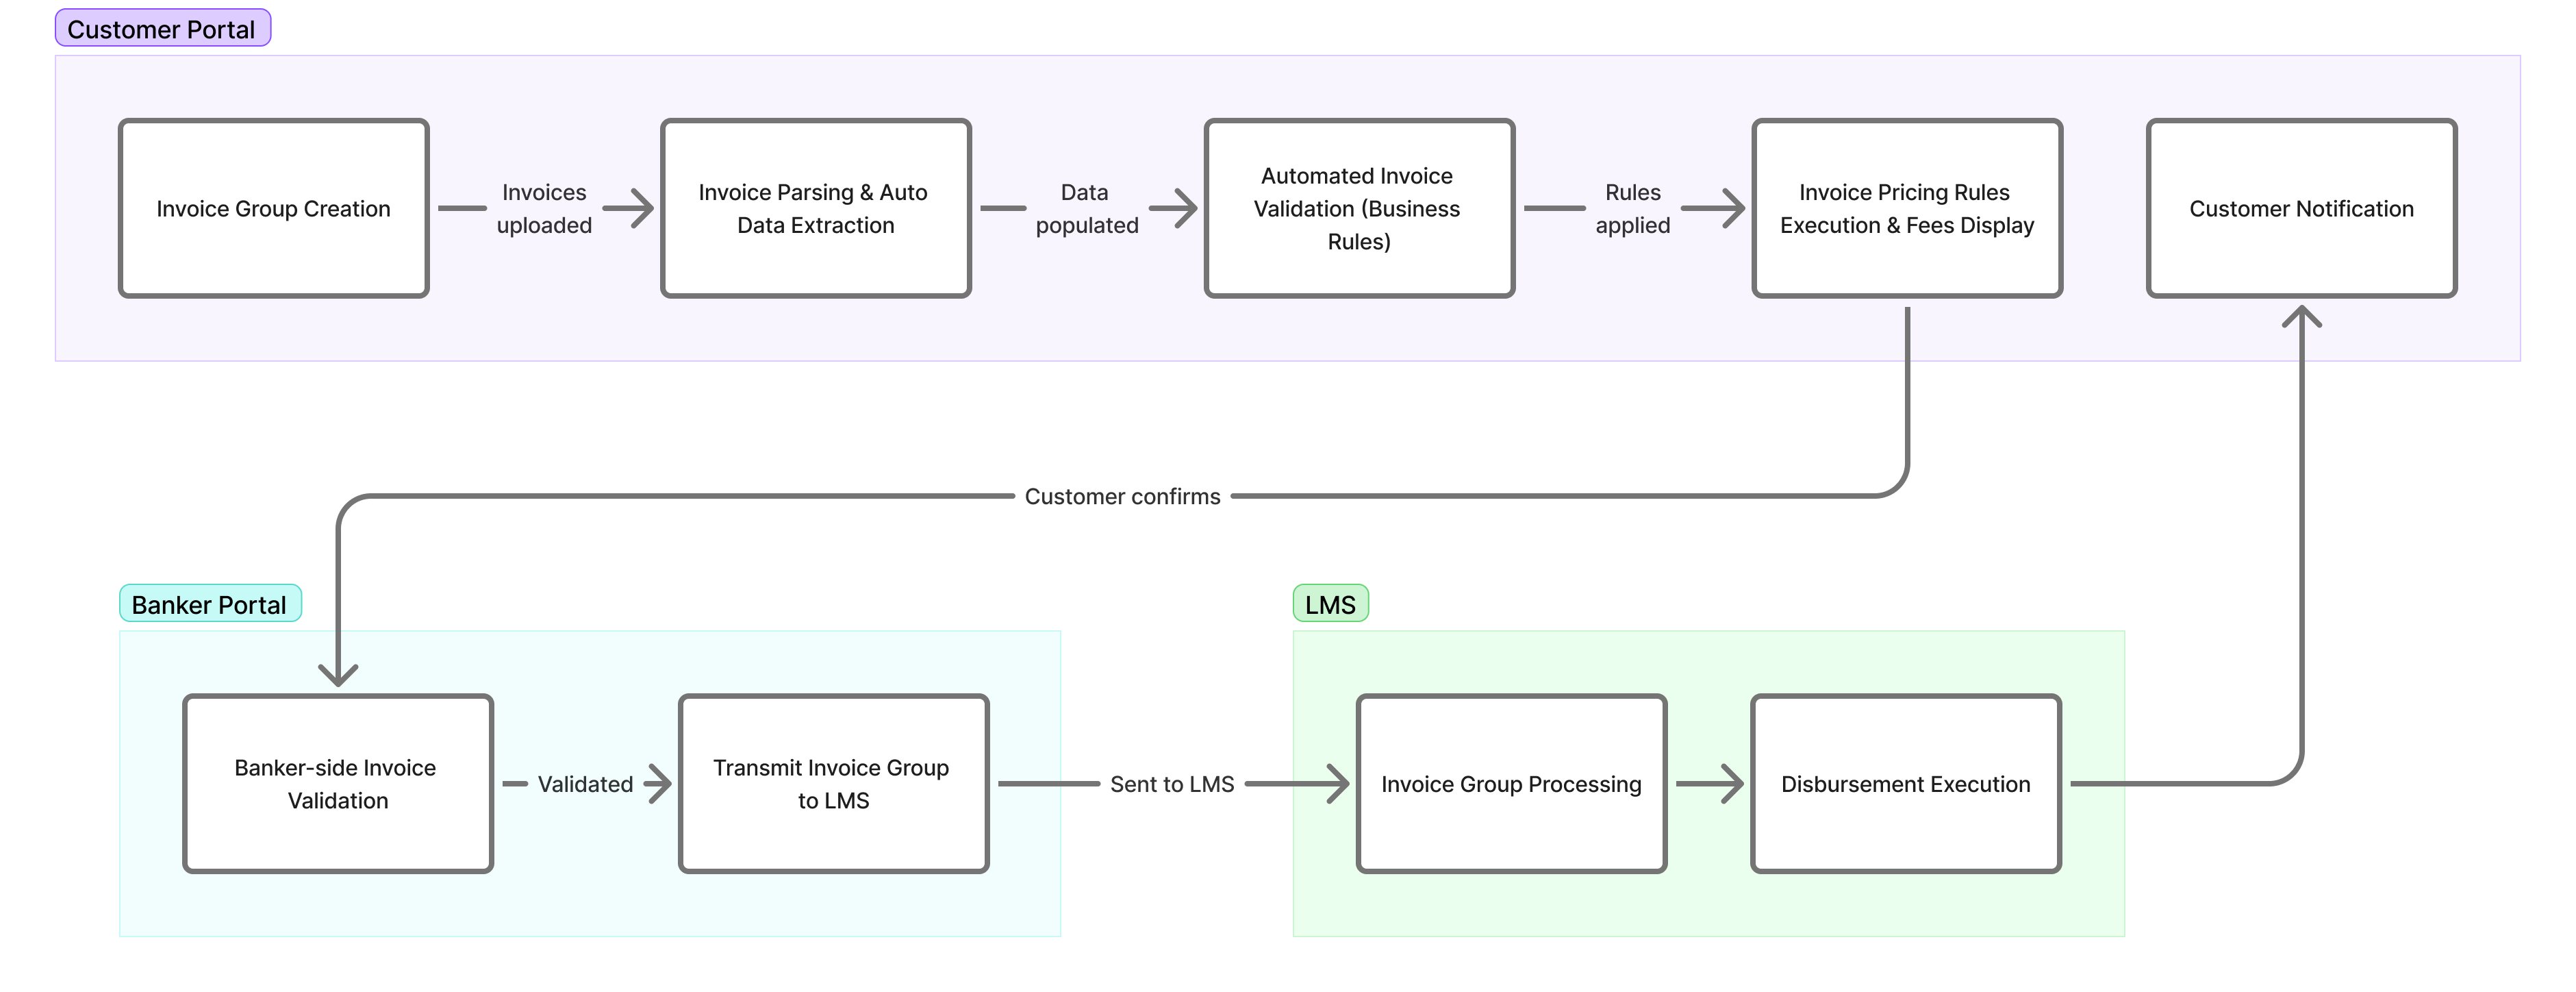 Customer Portal
Invoice Group Creation
Invoices
uploaded
Invoice Parsing & Auto
Data Extraction
Data
populated
Automated Invoice
Validation (Business
Rules)
Rules
applied
Invoice Pricing Rules
Execution & Fees Display
Customer Notification
Customer confirms
Banker Portal
Banker-side Invoice
Validation
Validated
Transmit Invoice Group
to LMS
Sent to LMS
LMS
Invoice Group Processing
Disbursement Execution